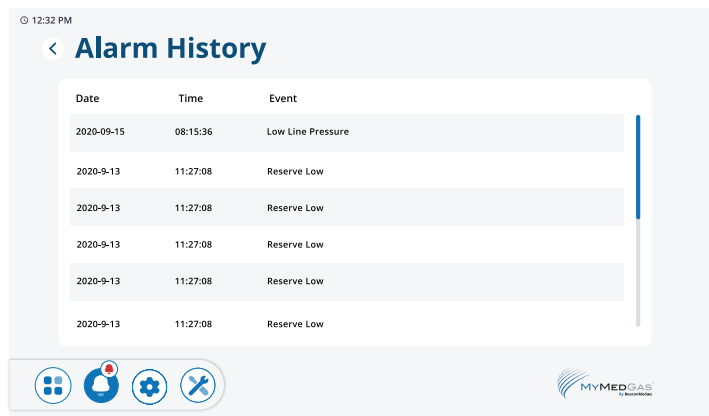 12:32 PM
Alarm History
Date Time Event
2020-09-15 08:15:36 Low Line Pressure
2020-9-13 11:27:08 Reserve Low
2020-9-13 11:27:08 Reserve Low
2020-9-13 11:27:08 Reserve Low
2020-9-13 11:27:08 Reserve Low
2020-9-13 11:27:08 Reserve Low
MYMEDGAS
By BeaconMedæs